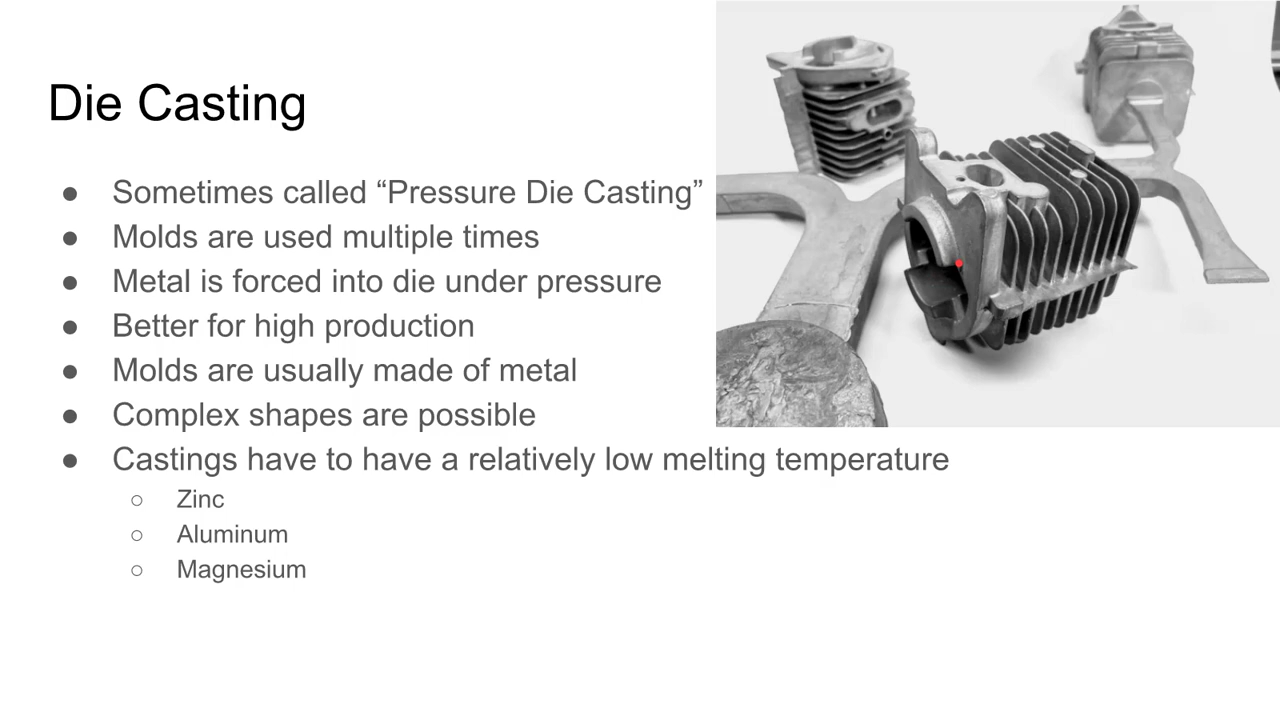 Die Casting
● Sometimes called “Pressure Die Casting”
● Molds are used multiple times
● Metal is forced into die under pressure
● Better for high production
● Molds are usually made of metal
● Complex shapes are possible
● Castings have to have a relatively low melting temperature
○ Zinc
○ Aluminum
○ Magnesium